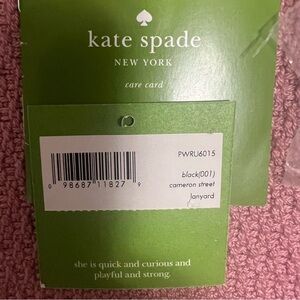 kate spade
NEW YORK
care card
PWRU6015
black(001)
cameron street
lanyard
0 98687 11827 9
she is quick and curious and
playful and strong.